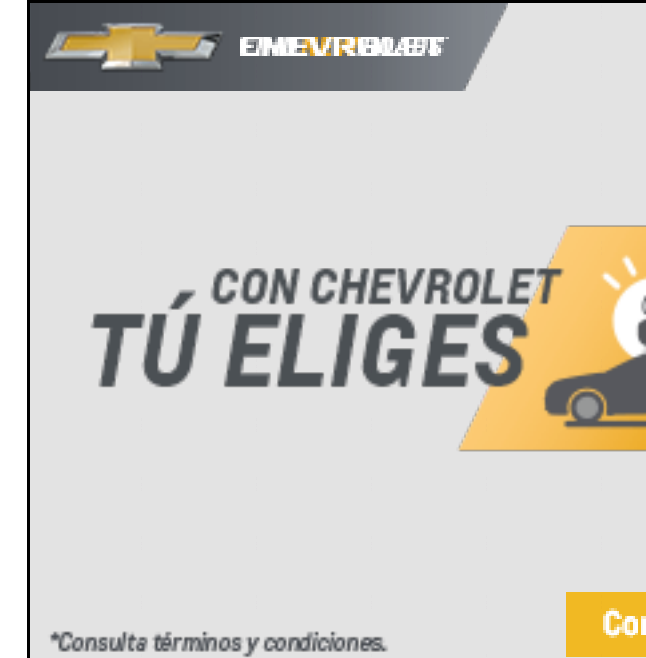 CON CHEVROLET
TÚ ELIGES
*Consulta términos y condiciones.